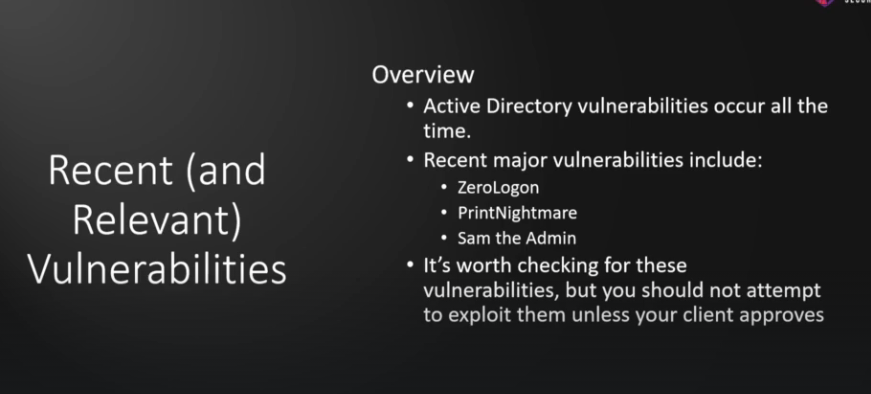 Recent (and
Relevant)
Vulnerabilities
Overview
• Active Directory vulnerabilities occur all the
time.
• Recent major vulnerabilities include:
• ZeroLogon
• PrintNightmare
• Sam the Admin
• It's worth checking for these
vulnerabilities, but you should not attempt
to exploit them unless your client approves